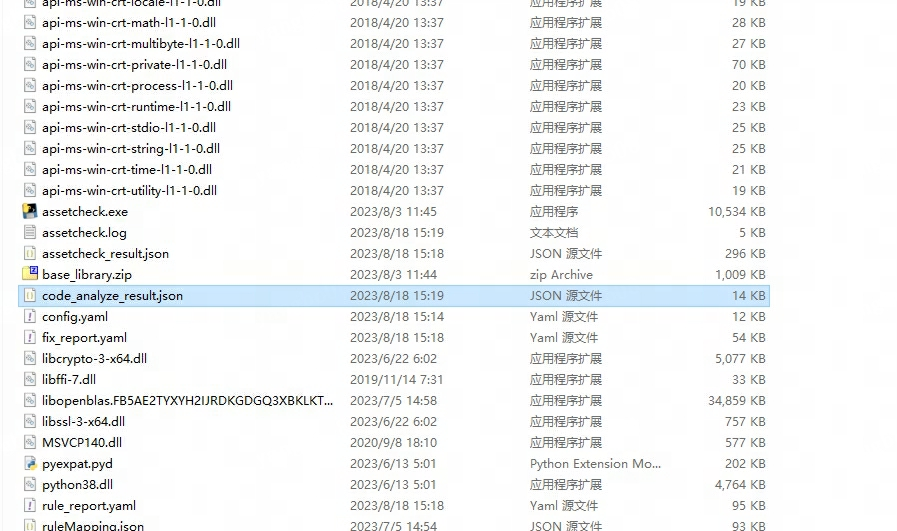 api-ms-win-crt-locale-l1-1-0.dll 2018/4/20 13:37 应用程序扩展 19 KB
api-ms-win-crt-math-l1-1-0.dll 2018/4/20 13:37 应用程序扩展 28 KB
api-ms-win-crt-multibyte-l1-1-0.dll 2018/4/20 13:37 应用程序扩展 27 KB
api-ms-win-crt-private-l1-1-0.dll 2018/4/20 13:37 应用程序扩展 70 KB
api-ms-win-crt-process-l1-1-0.dll 2018/4/20 13:37 应用程序扩展 20 KB
api-ms-win-crt-runtime-l1-1-0.dll 2018/4/20 13:37 应用程序扩展 23 KB
api-ms-win-crt-stdio-l1-1-0.dll 2018/4/20 13:37 应用程序扩展 25 KB
api-ms-win-crt-string-l1-1-0.dll 2018/4/20 13:37 应用程序扩展 25 KB
api-ms-win-crt-time-l1-1-0.dll 2018/4/20 13:37 应用程序扩展 21 KB
api-ms-win-crt-utility-l1-1-0.dll 2018/4/20 13:37 应用程序扩展 19 KB
assetcheck.exe 2023/8/3 11:45 应用程序 10,534 KB
assetcheck.log 2023/8/18 15:19 文本文档 5 KB
assetcheck_result.json 2023/8/18 15:18 JSON 源文件 296 KB
base_library.zip 2023/8/3 11:44 zip Archive 1,009 KB
code_analyze_result.json 2023/8/18 15:19 JSON 源文件 14 KB
config.yaml 2023/8/18 15:14 Yaml 源文件 12 KB
fix_report.yaml 2023/8/18 15:18 Yaml 源文件 54 KB
libcrypto-3-x64.dll 2023/6/22 6:02 应用程序扩展 5,077 KB
libffi-7.dll 2019/11/14 7:31 应用程序扩展 33 KB
libopenblas.FB5AE2TYXYH2IJRDKGDGQ3XBKLKT... 2023/7/5 14:58 应用程序扩展 34,859 KB
libssl-3-x64.dll 2023/6/22 6:02 应用程序扩展 757 KB
MSVCP140.dll 2020/9/8 18:10 应用程序扩展 577 KB
pyexpat.pyd 2023/6/13 5:01 Python Extension Mo... 202 KB
python38.dll 2023/6/13 5:01 应用程序扩展 4,764 KB
rule_report.yaml 2023/8/18 15:18 Yaml 源文件 95 KB
ruleMapping.json 2023/7/5 14:54 JSON 源文件 93 KB